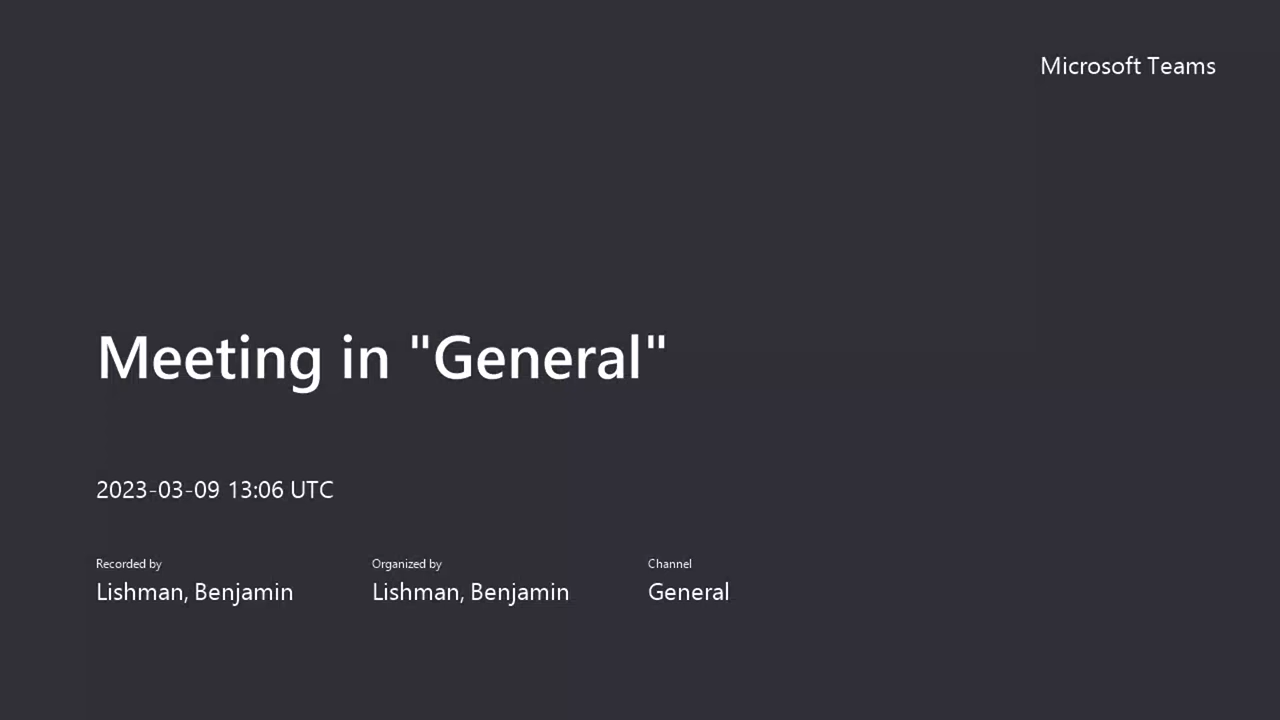 Microsoft Teams
Meeting in "General"
2023-03-09 13:06 UTC
Recorded by
Lishman, Benjamin
Organized by
Lishman, Benjamin
Channel
General